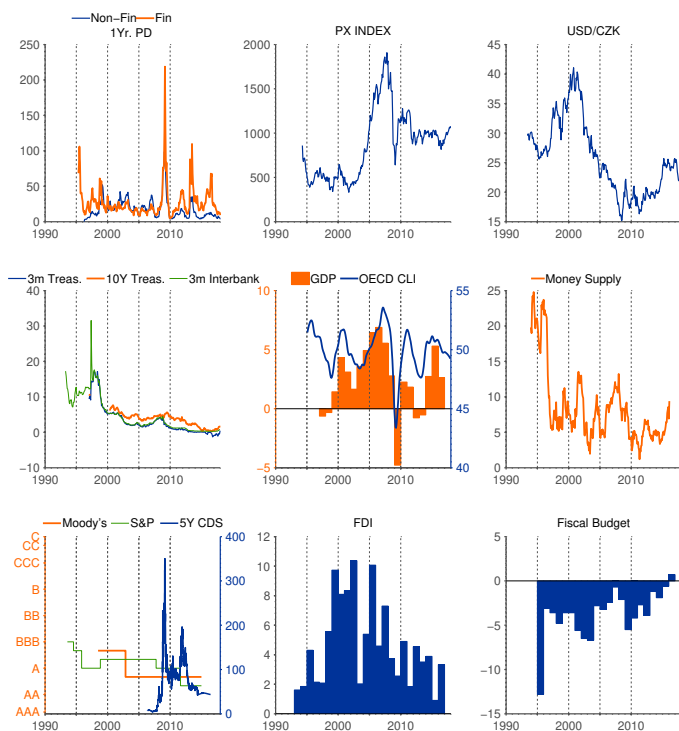 Non-Fin Fin
1Yr. PD
250
200
150
100
50
0
1990 2000 2010
PX INDEX
2000
1500
1000
500
0
1990 2000 2010
USD/CZK
45
40
35
30
25
20
15
1990 2000 2010
3m Treas. 10Y Treas. 3m Interbank
40
30
20
10
0
−10
1990 2000 2010
GDP OECD CLI
10 55
5 50
0 45
−5 40
1990 2000 2010
Money Supply
25
20
15
10
5
0
1990 2000 2010
Moody's S&P 5Y CDS
C 400
CC
CCC
B 300
BB
BBB 200
A 100
AA
AAA 0
1990 2000 2010
FDI
12
10
8
6
4
2
0
1990 2000 2010
Fiscal Budget
5
0
−5
−10
−15
1990 2000 2010